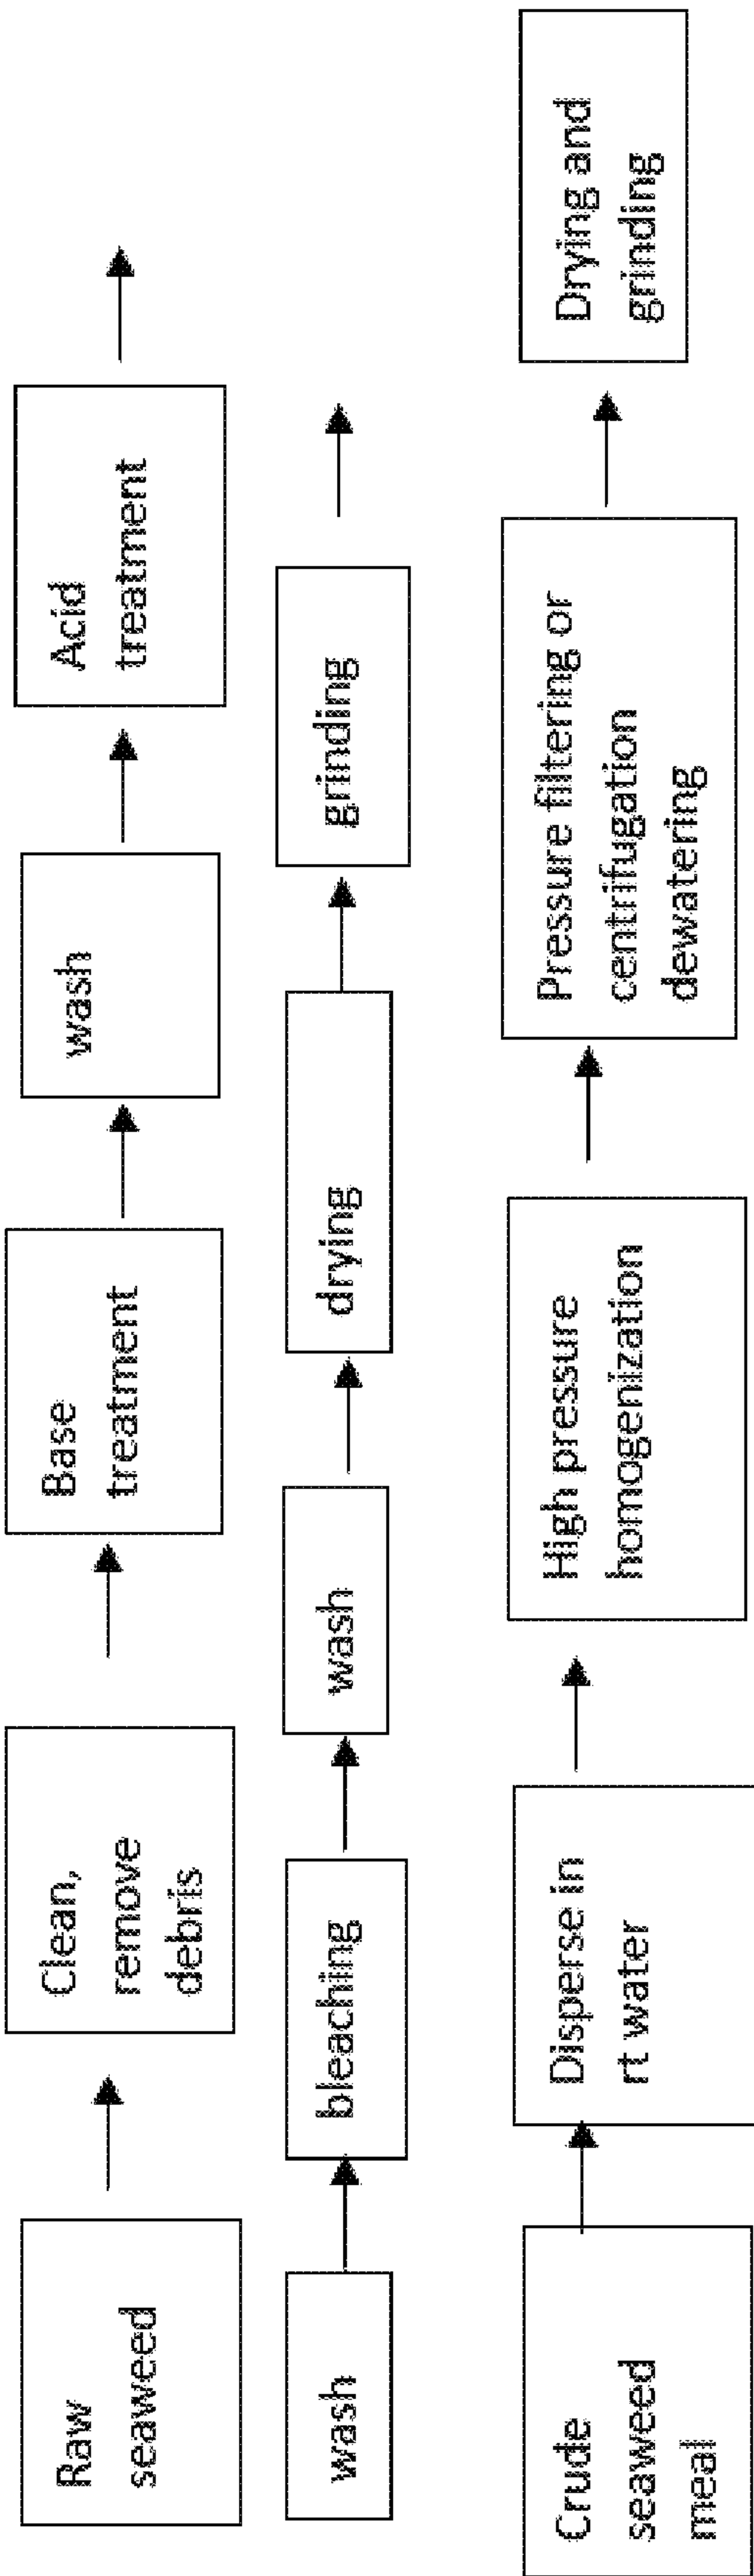 Raw
seaweed
Clean,
remove
debris
Base
treatment
wash
Acid
treatment
wash
bleaching
wash
drying
grinding
Crude
seaweed
meal
Disperse in
rt water
High pressure
homogenization
Pressure filtering or
centrifugation
dewatering
Drying and
grinding